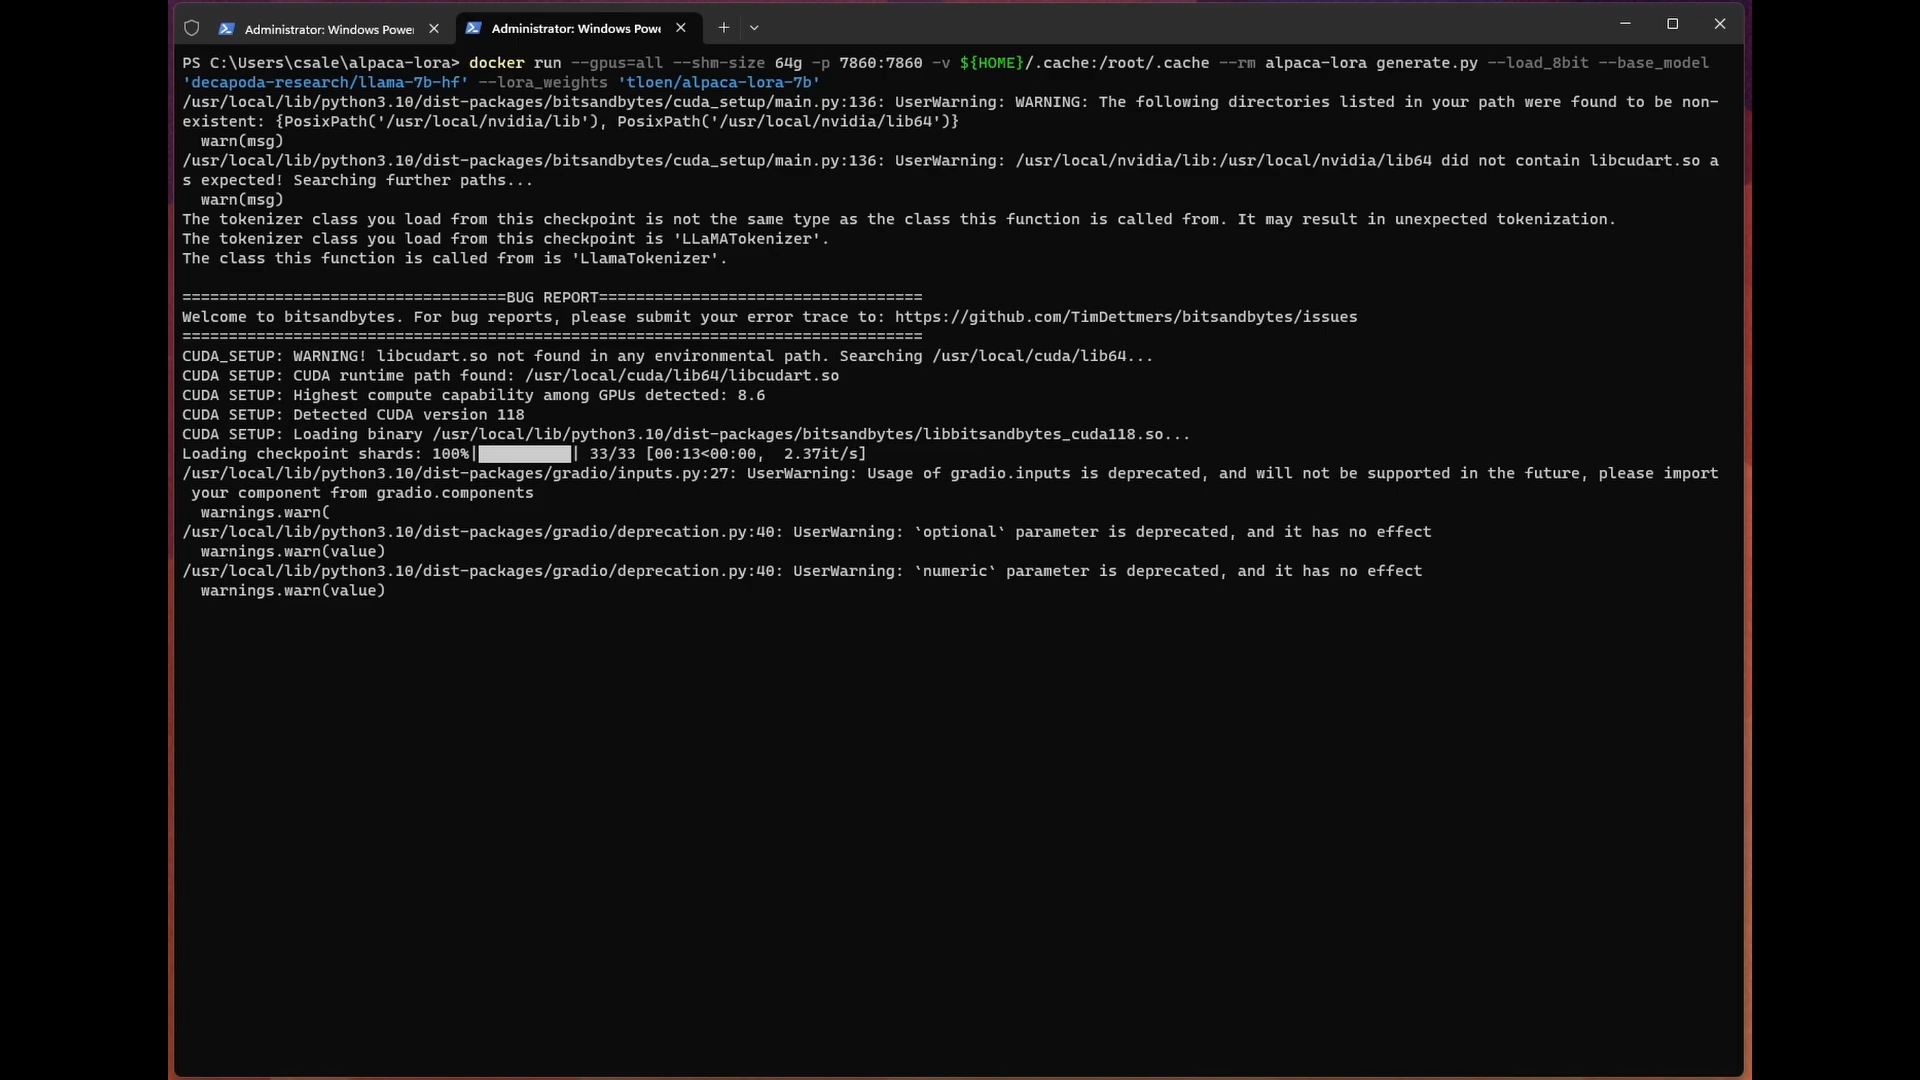 Administrator: Windows Power
Administrator: Windows Powe
PS C:\Users\csale\alpaca-lora> docker run --gpus=all --shm-size 64g -p 7860:7860 -v ${HOME}/.cache:/root/.cache --rm alpaca-lora generate.py --load_8bit --base_model
'decapoda-research/llama-7b-hf' --lora_weights 'tloen/alpaca-lora-7b'
/usr/local/lib/python3.10/dist-packages/bitsandbytes/cuda_setup/main.py:136: UserWarning: WARNING: The following directories listed in your path were found to be non-
existent: {PosixPath('/usr/local/nvidia/lib'), PosixPath('/usr/local/nvidia/lib64')}
warn(msg)
/usr/local/lib/python3.10/dist-packages/bitsandbytes/cuda_setup/main.py:136: UserWarning: /usr/local/nvidia/lib:/usr/local/nvidia/lib64 did not contain libcudart.so a
s expected! Searching further paths...
warn(msg)
The tokenizer class you load from this checkpoint is not the same type as the class this function is called from. It may result in unexpected tokenization.
The tokenizer class you load from this checkpoint is 'LLaMATokenizer'.
The class this function is called from is 'LlamaTokenizer'.
===================================BUG REPORT===================================
Welcome to bitsandbytes. For bug reports, please submit your error trace to: https://github.com/TimDettmers/bitsandbytes/issues
================================================================================
CUDA_SETUP: WARNING! libcudart.so not found in any environmental path. Searching /usr/local/cuda/lib64...
CUDA SETUP: CUDA runtime path found: /usr/local/cuda/lib64/libcudart.so
CUDA SETUP: Highest compute capability among GPUs detected: 8.6
CUDA SETUP: Detected CUDA version 118
CUDA SETUP: Loading binary /usr/local/lib/python3.10/dist-packages/bitsandbytes/libbitsandbytes_cuda118.so...
Loading checkpoint shards: 100%|██████████| 33/33 [00:13<00:00,  2.37it/s]
/usr/local/lib/python3.10/dist-packages/gradio/inputs.py:27: UserWarning: Usage of gradio.inputs is deprecated, and will not be supported in the future, please import
your component from gradio.components
warnings.warn(
/usr/local/lib/python3.10/dist-packages/gradio/deprecation.py:40: UserWarning: `optional` parameter is deprecated, and it has no effect
warnings.warn(value)
/usr/local/lib/python3.10/dist-packages/gradio/deprecation.py:40: UserWarning: `numeric` parameter is deprecated, and it has no effect
warnings.warn(value)